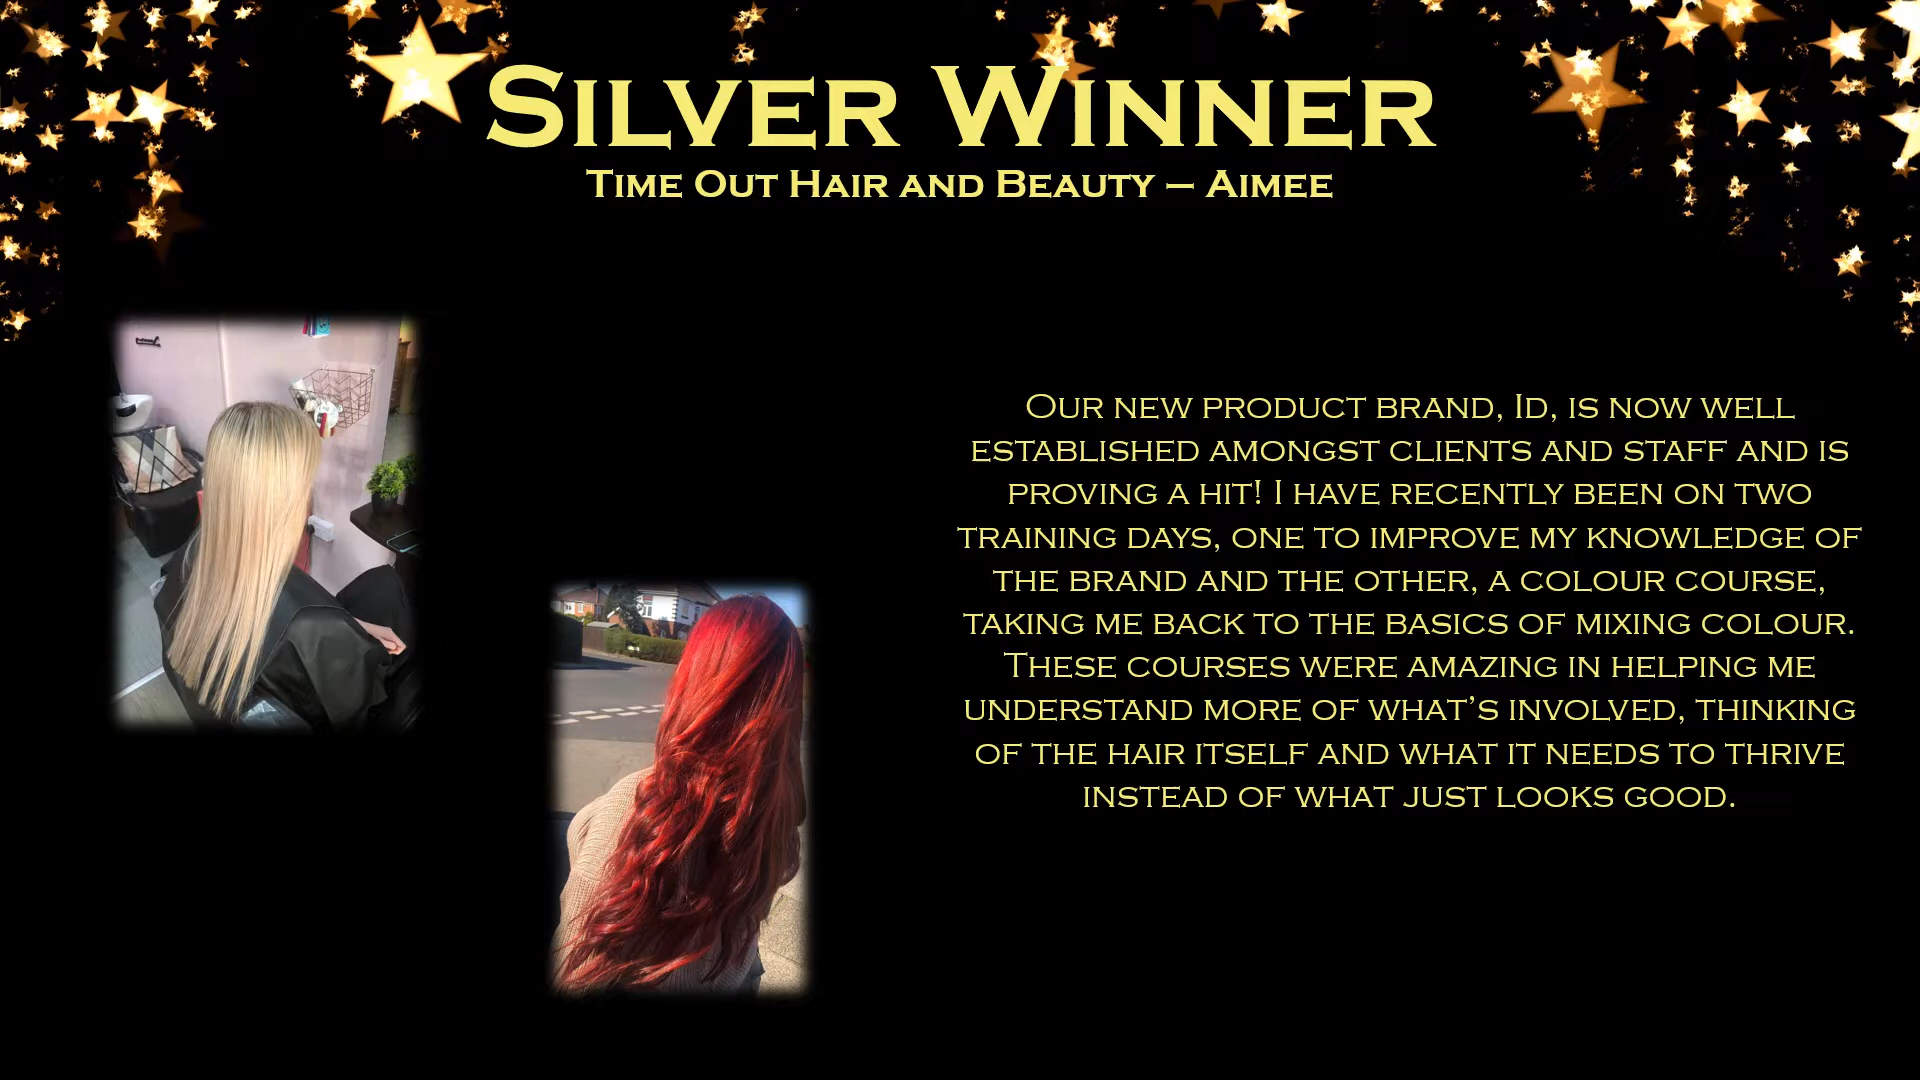 Silver Winner
Time Out Hair and Beauty – Aimee
Our new product brand, Id, is now well
established amongst clients and staff and is
proving a hit! I have recently been on two
training days, one to improve my knowledge of
the brand and the other, a colour course,
taking me back to the basics of mixing colour.
These courses were amazing in helping me
understand more of what’s involved, thinking
of the hair itself and what it needs to thrive
instead of what just looks good.